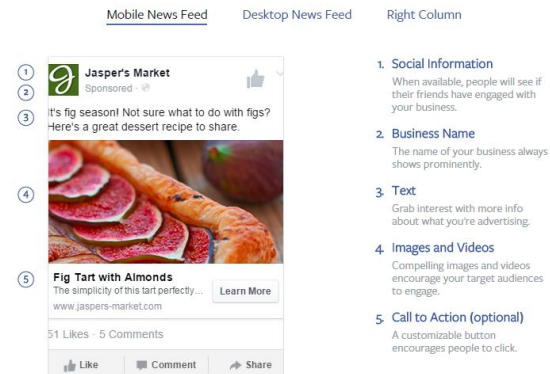 Mobile News Feed
Desktop News Feed
Right Column
1
Jasper's Market
2
Sponsored ·
3
It's fig season! Not sure what to do with figs?
Here's a great dessert recipe to share.
4
5
Fig Tart with Almonds
The simplicity of this tart perfectly...
Learn More
www.jaspers-market.com
51 Likes · 5 Comments
Like
Comment
Share
1. Social Information
When available, people will see if
their friends have engaged with
your business.
2. Business Name
The name of your business always
shows prominently.
3. Text
Grab interest with more info
about what you're advertising.
4. Images and Videos
Compelling images and videos
encourage your target audiences
to engage.
5. Call to Action (optional)
A customizable button
encourages people to click.